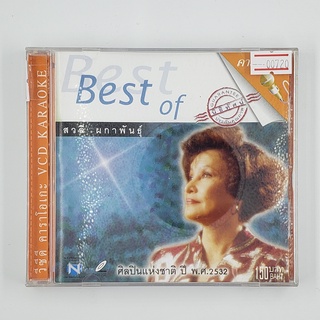 วีซีดี คาราโอเกะ VCD KARAOKE
Best
Best of
สวลี ผกาพันธุ์
00720
ศิลปินแห่งชาติ ปี พ.ศ.2532
N